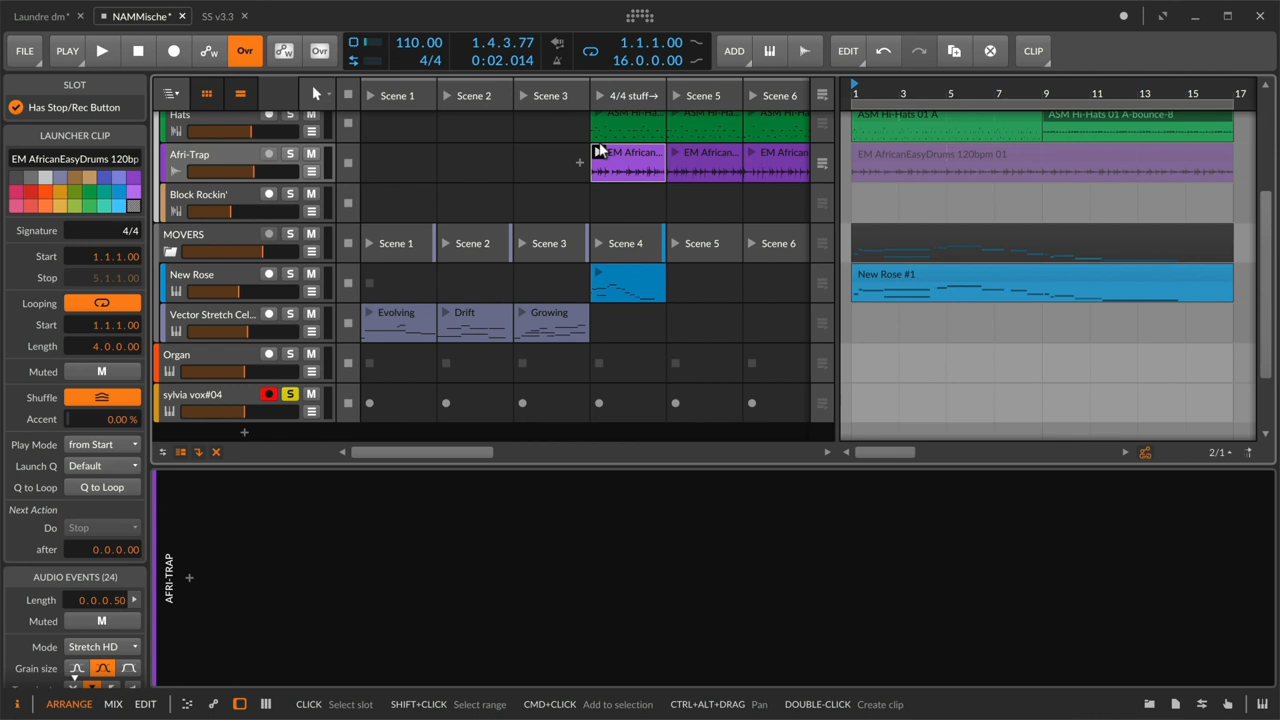 Laundre dm* × NAMMische* × SS v3.3 ×
FILE PLAY Ovr Ovr 110.00 4/4 1.4.3.77 0:02.014 1.1.1.00 16.0.0.00 ADD EDIT CLIP
SLOT
Has Stop/Rec Button
LAUNCHER CLIP
EM AfricanEasyDrums 120bp
Signature 4/4
Start 1.1.1.00
Stop 5.1.1.00
Looping
Start 1.1.1.00
Length 4.0.0.00
Muted M
Shuffle
Accent 0.00 %
Play Mode from Start
Launch Q Default
Q to Loop Q to Loop
Next Action
Do Stop
after 0.0.0.00
AUDIO EVENTS (24)
Length 0.0.0.50
Muted M
Mode Stretch HD
Grain size
Scene 1 Scene 2 Scene 3 4/4 stuff→ Scene 5 Scene 6
Hats S M ASM Hi-Ha... ASM Hi-Ha... ASM Hi-Ha
Afri-Trap S M EM African... EM African... EM African
Block Rockin' S M
MOVERS S M Scene 1 Scene 2 Scene 3 Scene 4 Scene 5 Scene 6
New Rose S M
Vector Stretch Cel... S M Evolving Drift Growing
Organ S M
sylvia vox#04 S M
1 3 5 7 9 11 13 15 17
ASM Hi-Hats 01 A ASM Hi-Hats 01 A-bounce-8
EM AfricanEasyDrums 120bpm 01
New Rose #1
2/1
AFRI-TRAP
ARRANGE MIX EDIT CLICK Select slot SHIFT+CLICK Select range CMD+CLICK Add to selection CTRL+ALT+DRAG Pan DOUBLE-CLICK Create clip